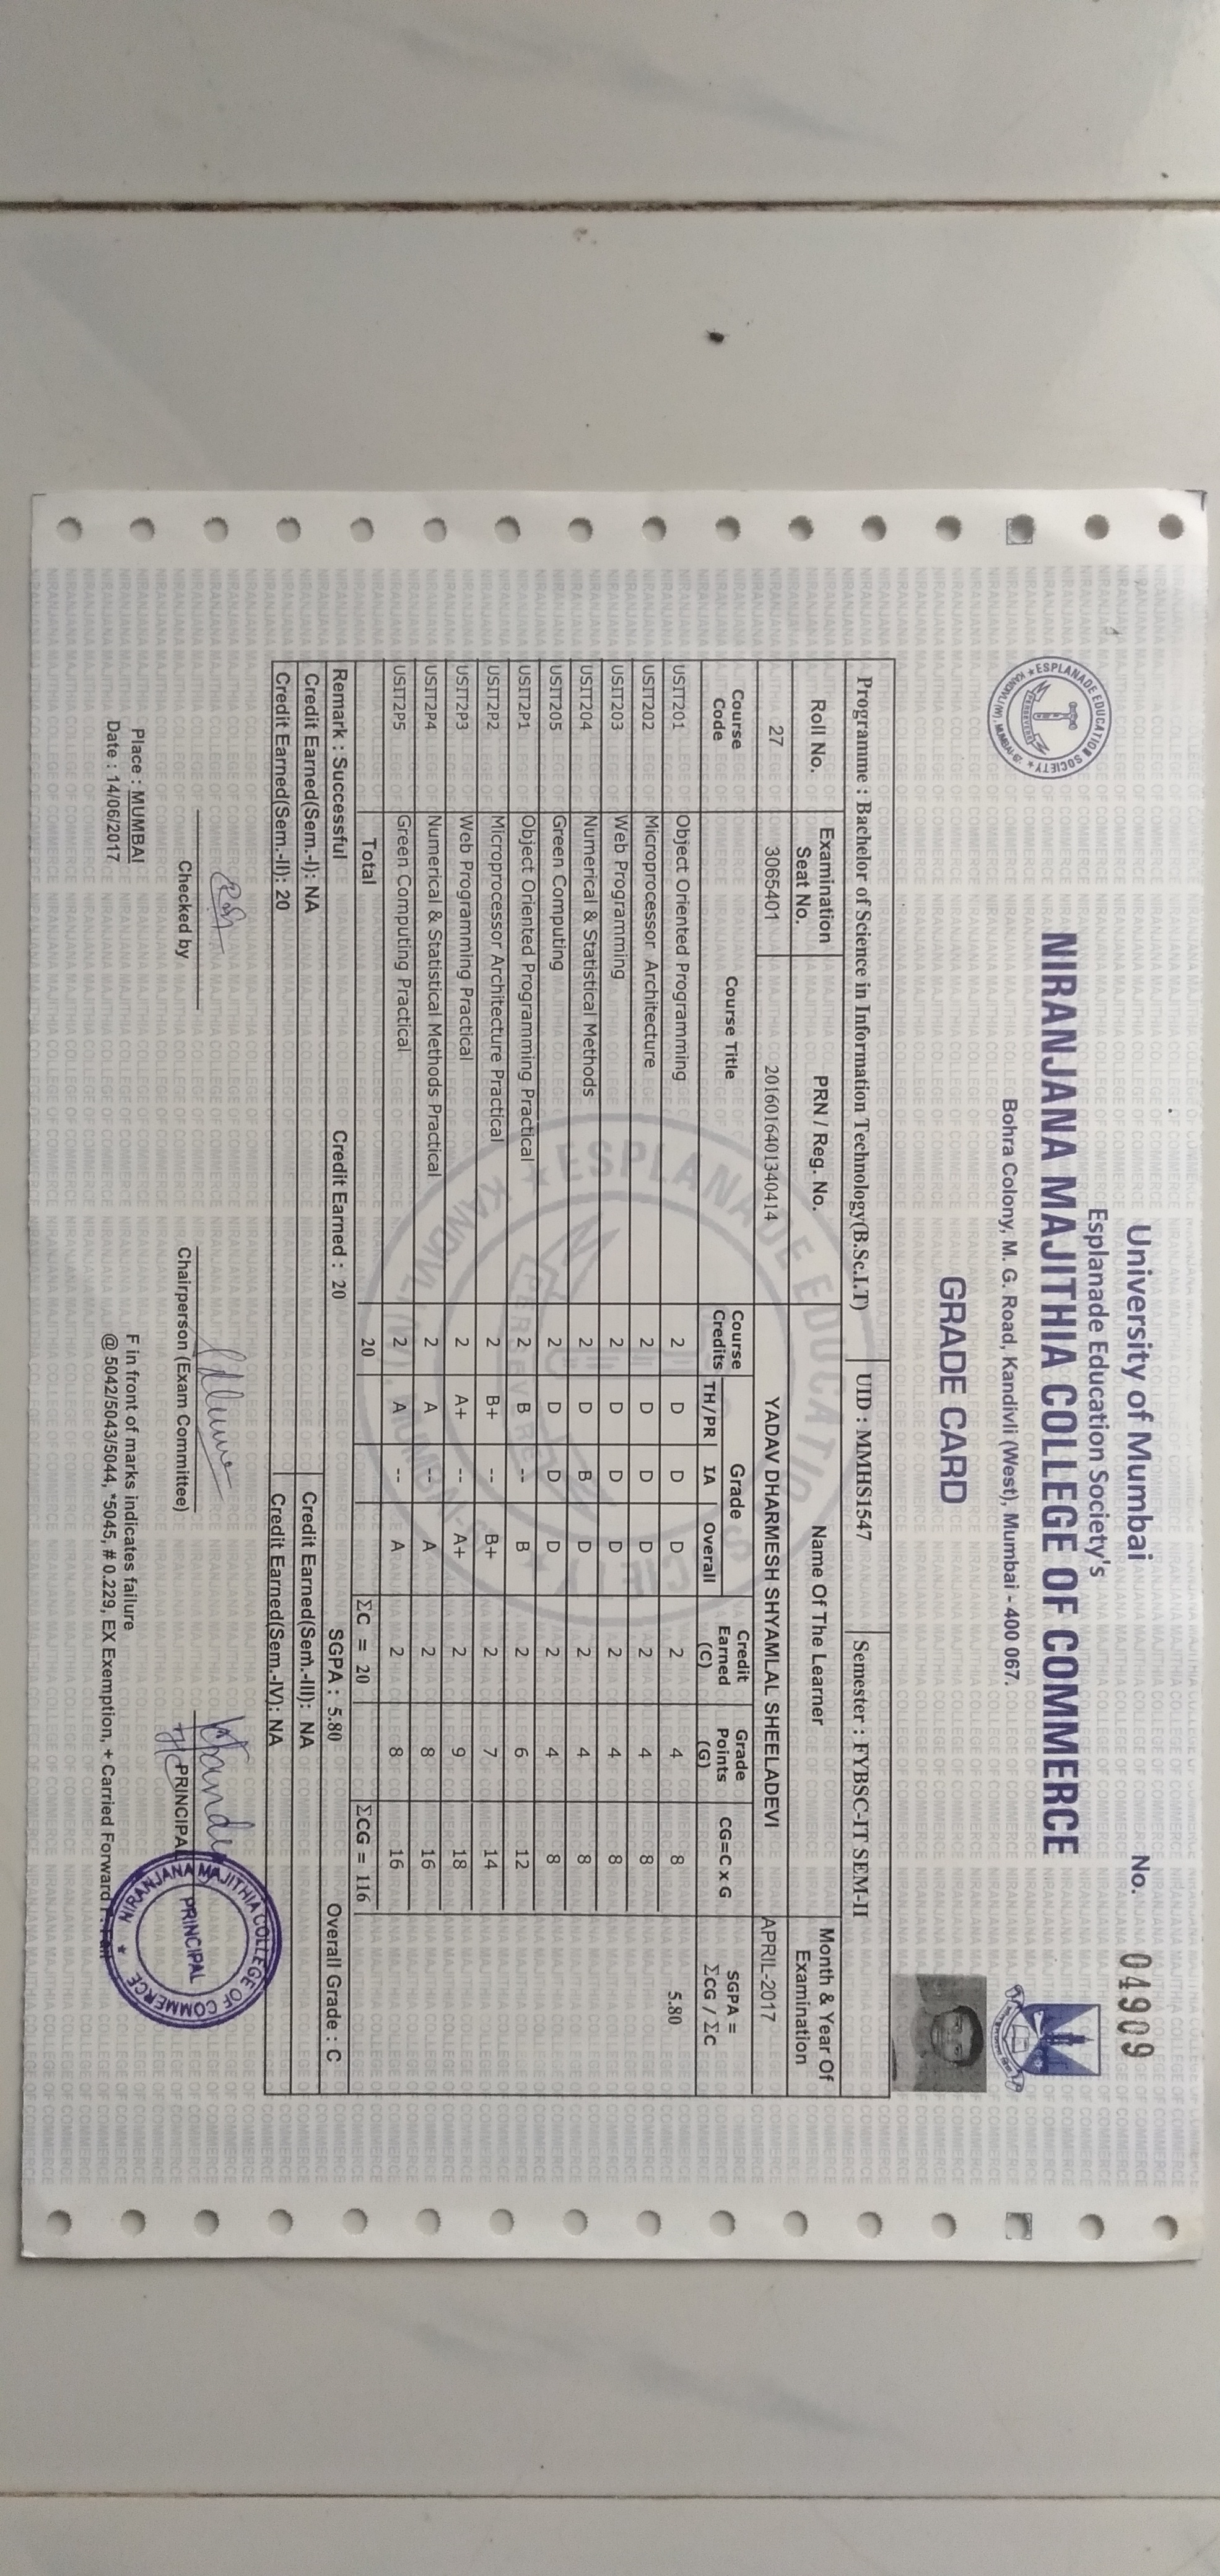 University of Mumbai
No. 04909
Esplanade Education Society's
NIRANJANA MAJITHIA COLLEGE OF COMMERCE
Bohra Colony, M. G. Road, Kandivli (West), Mumbai - 400 067.
GRADE CARD
Programme : Bachelor of Science in Information Technology(B.Sc.I.T) UID : MMHS1547 Semester : FYBSC-IT SEM-II
Roll No. Examination Seat No. PRN / Reg. No. Name Of The Learner Month & Year Of Examination
27 3065401 2016016401340414 YADAV DHARMESH SHYAMLAL SHEELADEVI APRIL-2017
Course Code Course Title Course Credits Grade TH/PR IA Overall Credit Earned (C) Grade Points (G) CG=C x G SGPA = ΣCG / ΣC
USIT201 Object Oriented Programming 2 D D D 2 4 8 5.80
USIT202 Microprocessor Architecture 2 D D D 2 4 8
USIT203 Web Programming 2 D D D 2 4 8
USIT204 Numerical & Statistical Methods 2 D B D 2 4 8
USIT205 Green Computing 2 D D D 2 4 8
USIT2P1 Object Oriented Programming Practical 2 B -- B 2 6 12
USIT2P2 Microprocessor Architecture Practical 2 B+ -- B+ 2 7 14
USIT2P3 Web Programming Practical 2 A+ -- A+ 2 9 18
USIT2P4 Numerical & Statistical Methods Practical 2 A -- A 2 8 16
USIT2P5 Green Computing Practical 2 A -- A 2 8 16
Total 20 ΣC = 20 ΣCG = 116
Remark : Successful Credit Earned : 20 SGPA : 5.80 Overall Grade : C
Credit Earned(Sem.-I): NA Credit Earned(Sem.-III): NA
Credit Earned(Sem.-II): 20 Credit Earned(Sem.-IV): NA
Checked by Chairperson (Exam Committee) PRINCIPAL
Place : MUMBAI
Date : 14/06/2017
F in front of marks indicates failure
@ 5042/5043/5044, *5045, # 0.229, EX Exemption, + Carried Forward
NIRANJANA MAJITHIA COLLEGE OF COMMERCE
PRINCIPAL
ESPLANADE EDUCATION SOCIETY
PERSEVERE